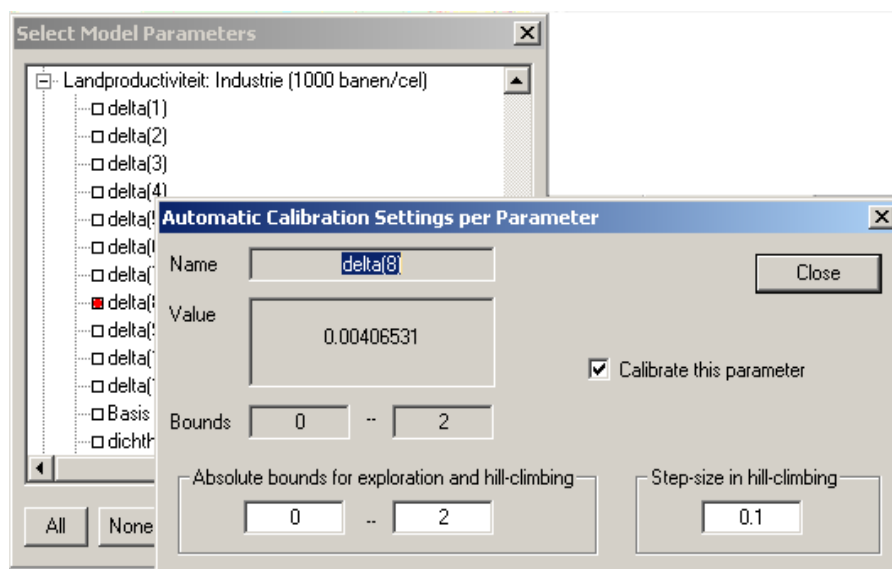 Select Model Parameters
Landproductiviteit: Industrie (1000 banen/cel)
delta(1)
delta(2)
delta(3)
delta(4)
Automatic Calibration Settings per Parameter
Name
delta(8)
Close
Value
0.00406531
Calibrate this parameter
Basis
Bounds
0 -- 2
Absolute bounds for exploration and hill-climbing
Step-size in hill-climbing
0 -- 2
0.1
All
None